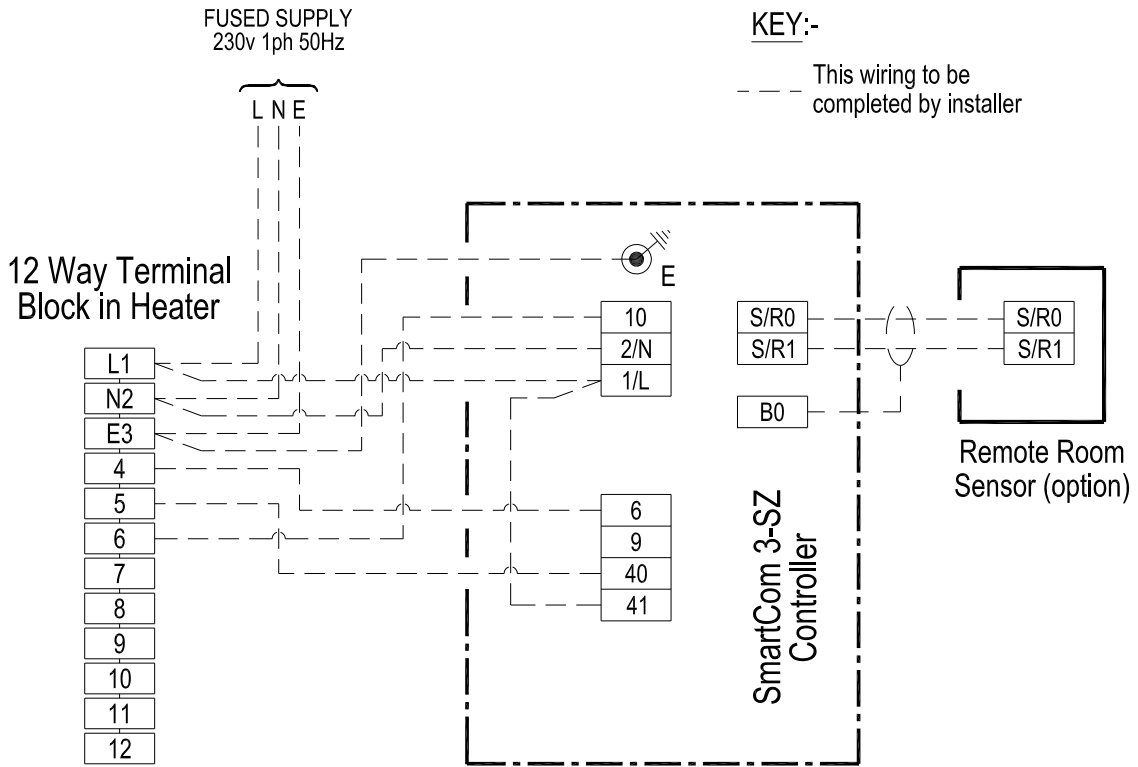 FUSED SUPPLY
230v 1ph 50Hz
L N E
KEY:-
This wiring to be
completed by installer
12 Way Terminal
Block in Heater
L1
N2
E3
4
5
6
7
8
9
10
11
12
E
10
2/N
1/L
6
9
40
41
S/R0
S/R1
B0
SmartCom 3-SZ
Controller
S/R0
S/R1
Remote Room
Sensor (option)